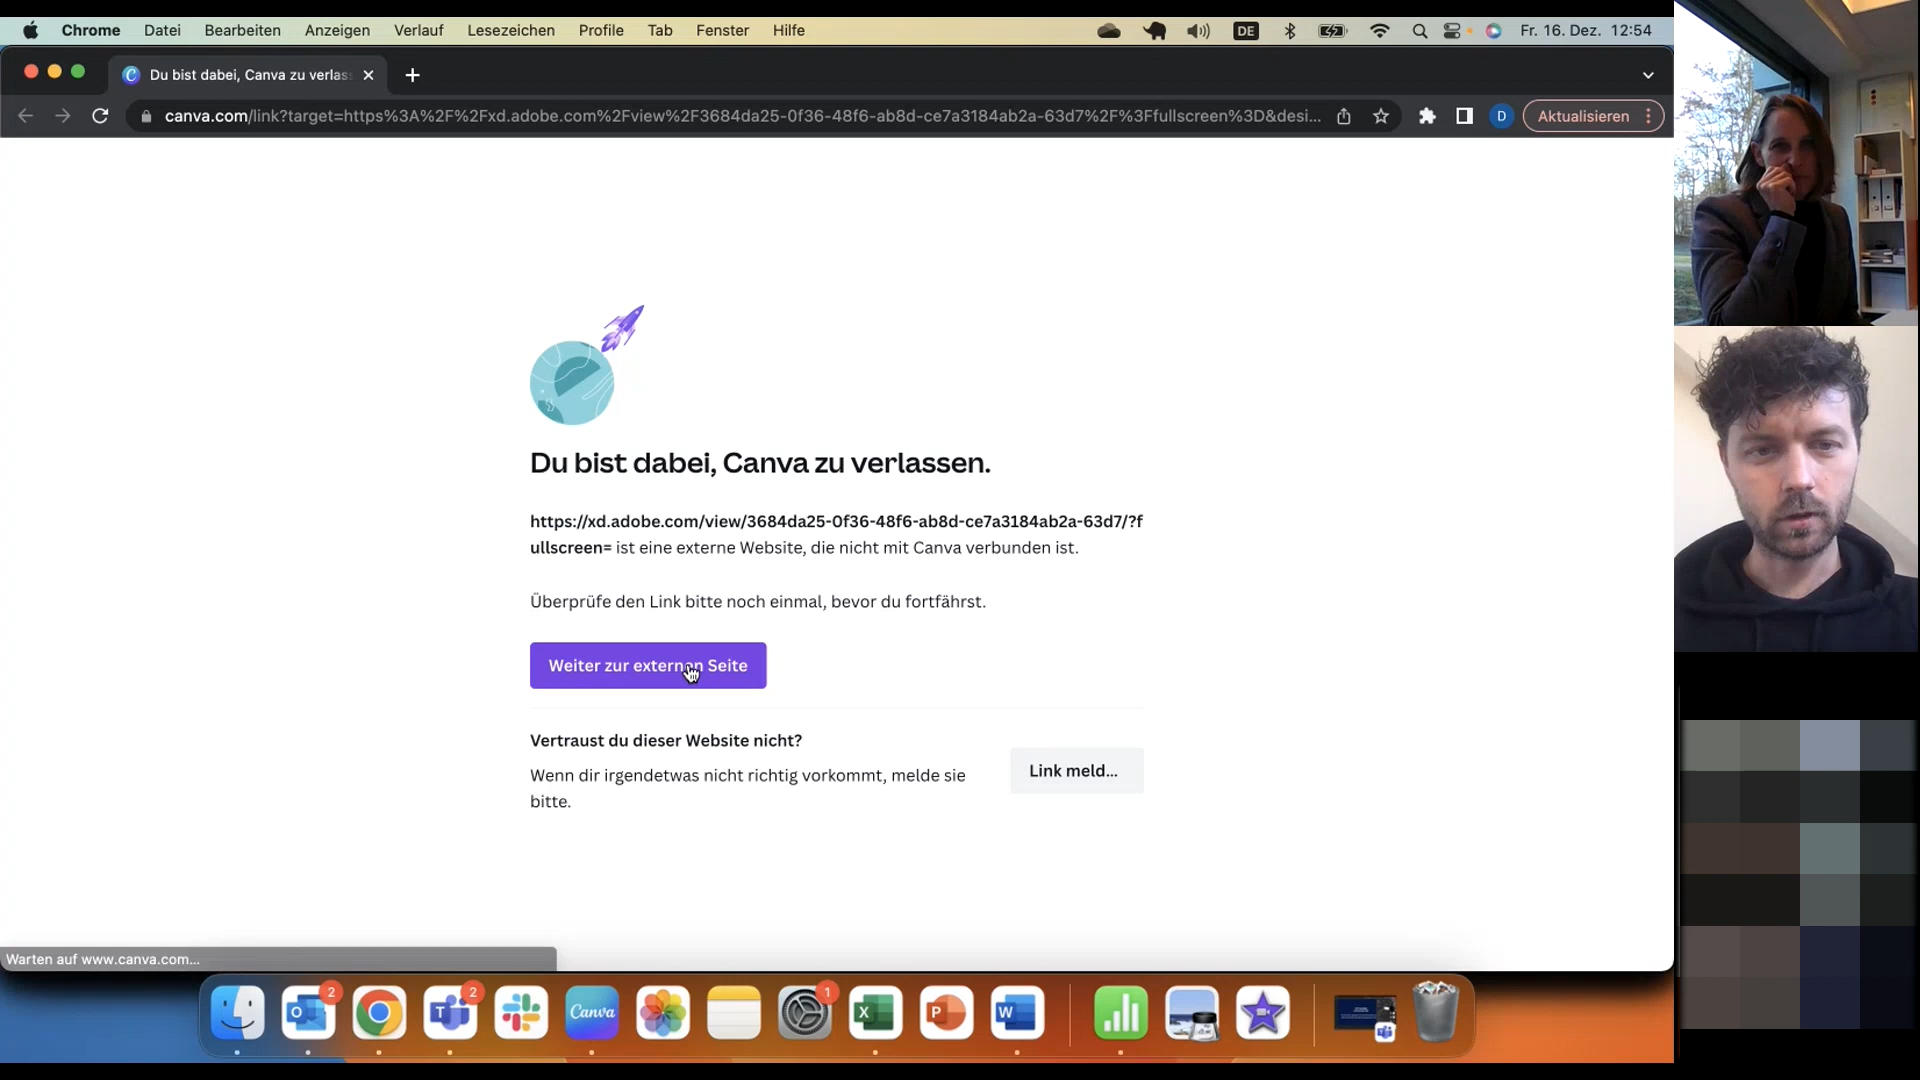 Chrome Datei Bearbeiten Anzeigen Verlauf Lesezeichen Profile Tab Fenster Hilfe DE Fr. 16. Dez. 12:54
Du bist dabei, Canva zu verlas
canva.com/link?target=https%3A%2F%2Fxd.adobe.com%2Fview%2F3684da25-0f36-48f6-ab8d-ce7a3184ab2a-63d7%2F%3Ffullscreen%3D&desi... D Aktualisieren
Du bist dabei, Canva zu verlassen.
https://xd.adobe.com/view/3684da25-0f36-48f6-ab8d-ce7a3184ab2a-63d7/?f
ullscreen= ist eine externe Website, die nicht mit Canva verbunden ist.
Überprüfe den Link bitte noch einmal, bevor du fortfährst.
Weiter zur externen Seite
Vertraust du dieser Website nicht?
Wenn dir irgendetwas nicht richtig vorkommt, melde sie
bitte.
Link meld...
Warten auf www.canva.com...
2 2 1
O T Canva X P W